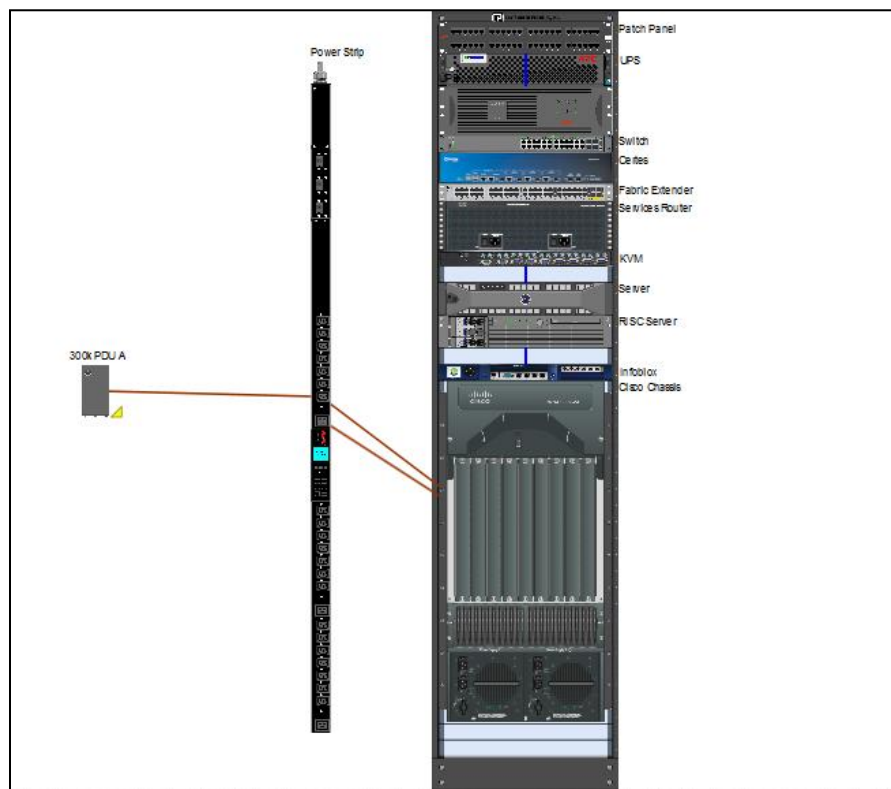 Power Strip
300k PDU A
Patch Panel
UPS
Switch
Certes
Fabric Extender
Services Router
KVM
Server
RISC Server
Infoblox
Cisco Chassis
CISCO